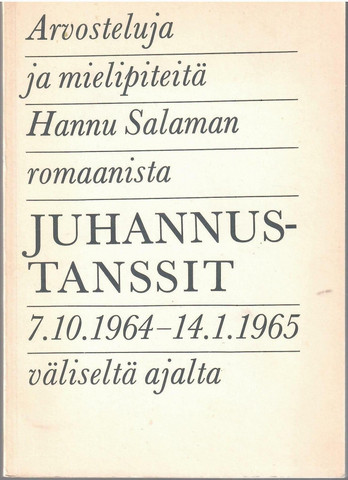 Arvosteluja
ja mielipiteitä
Hannu Salaman
romaanista
JUHANNUS-
TANSSIT
7.10.1964–14.1.1965
väliseltä ajalta